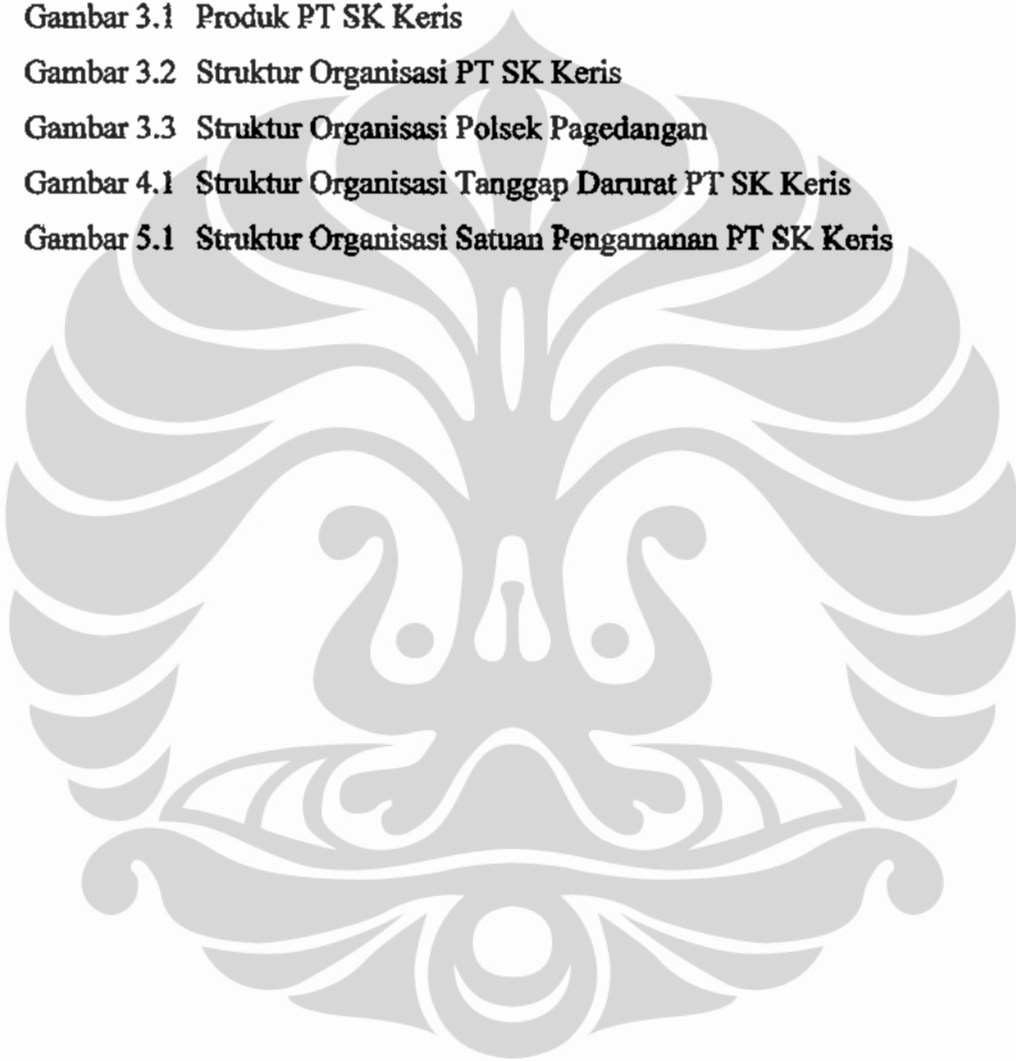 Gambar 3.1 Produk PT SK Keris
Gambar 3.2 Struktur Organisasi PT SK Keris
Gambar 3.3 Struktur Organisasi Polsek Pagedangan
Gambar 4.1 Struktur Organisasi Tanggap Darurat PT SK Keris
Gambar 5.1 Struktur Organisasi Satuan Pengamanan PT SK Keris